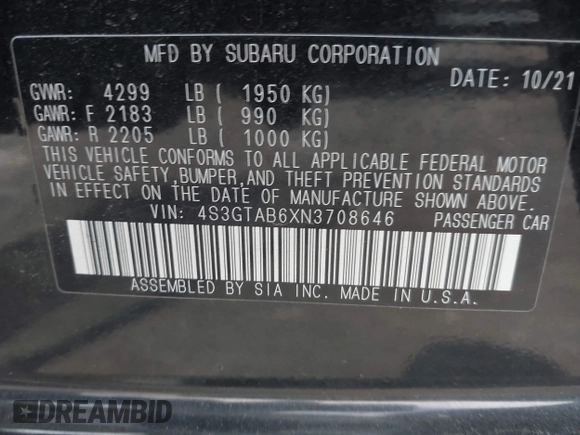 MFD BY SUBARU CORPORATION
DATE: 10/21
GVWR: 4299 LB ( 1950 KG)
GAWR: F 2183 LB ( 990 KG)
GAWR: R 2205 LB ( 1000 KG)
THIS VEHICLE CONFORMS TO ALL APPLICABLE FEDERAL MOTOR
VEHICLE SAFETY,BUMPER,AND THEFT PREVENTION STANDARDS
IN EFFECT ON THE DATE OF MANUFACTURE SHOWN ABOVE.
VIN: 4S3GTAB6XN3708646 PASSENGER CAR
ASSEMBLED BY SIA INC. MADE IN U.S.A.
DREAMBID